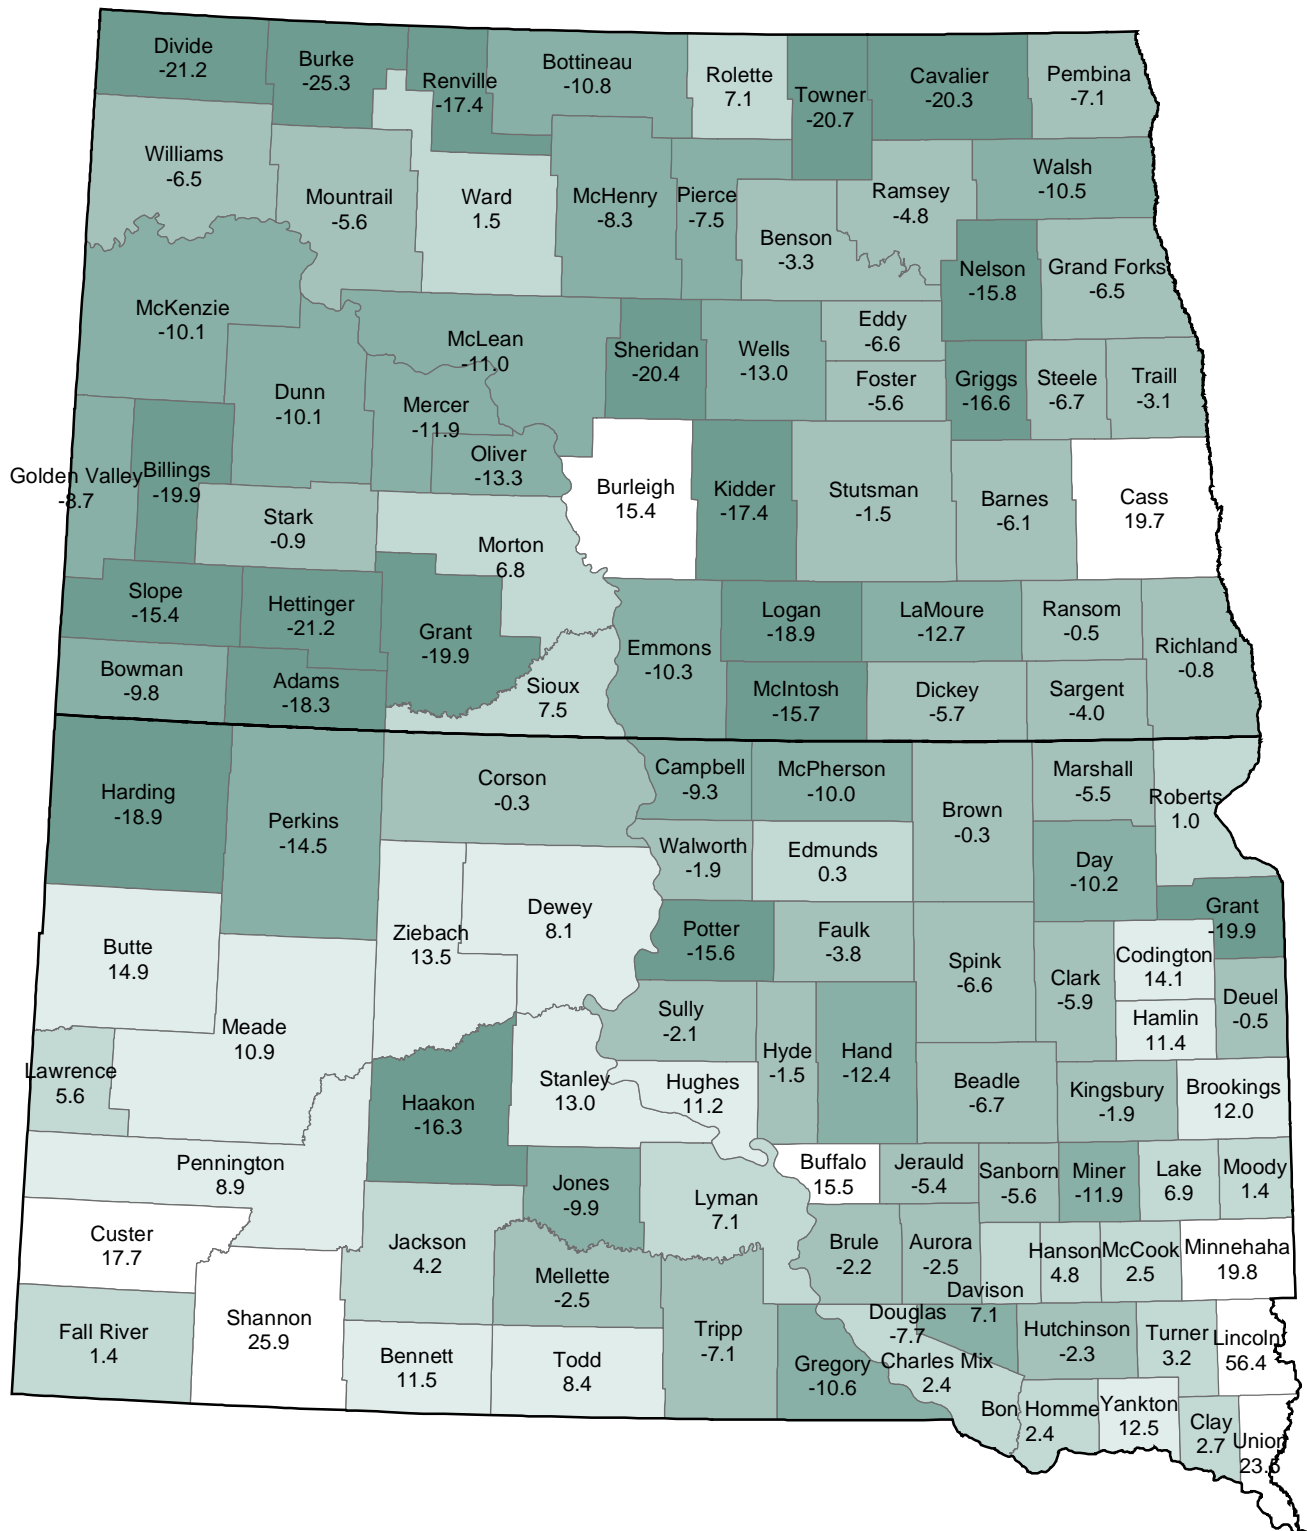 Divide
-21.2
Burke
-25.3
Renville
-17.4
Bottineau
-10.8
Rolette
7.1
Towner
-20.7
Cavalier
-20.3
Pembina
-7.1
Williams
-6.5
Mountrail
-5.6
Ward
1.5
McHenry
-8.3
Pierce
-7.5
Benson
-3.3
Ramsey
-4.8
Walsh
-10.5
Nelson
-15.8
Grand Forks
-6.5
McKenzie
-10.1
Dunn
-10.1
McLean
-11.0
Mercer
-11.9
Oliver
-13.3
Sheridan
-20.4
Wells
-13.0
Eddy
-6.6
Foster
-5.6
Griggs
-16.6
Steele
-6.7
Traill
-3.1
Golden Valley
-8.7
Billings
-19.9
Stark
-0.9
Morton
6.8
Burleigh
15.4
Kidder
-17.4
Stutsman
-1.5
Barnes
-6.1
Cass
19.7
Slope
-15.4
Hettinger
-21.2
Grant
-19.9
Bowman
-9.8
Adams
-18.3
Sioux
7.5
Emmons
-10.3
Logan
-18.9
LaMoure
-12.7
Ransom
-0.5
Richland
-0.8
McIntosh
-15.7
Dickey
-5.7
Sargent
-4.0
Harding
-18.9
Perkins
-14.5
Corson
-0.3
Campbell
-9.3
McPherson
-10.0
Brown
-0.3
Marshall
-5.5
Roberts
1.0
Walworth
-1.9
Edmunds
0.3
Day
-10.2
Butte
14.9
Ziebach
13.5
Dewey
8.1
Potter
-15.6
Faulk
-3.8
Spink
-6.6
Clark
-5.9
Codington
14.1
Grant
-19.9
Meade
10.9
Sully
-2.1
Hyde
-1.5
Hand
-12.4
Hamlin
11.4
Deuel
-0.5
Lawrence
5.6
Haakon
-16.3
Stanley
13.0
Hughes
11.2
Beadle
-6.7
Kingsbury
-1.9
Brookings
12.0
Pennington
8.9
Jones
-9.9
Lyman
7.1
Buffalo
15.5
Jerauld
-5.4
Sanborn
-5.6
Miner
-11.9
Lake
6.9
Moody
1.4
Custer
17.7
Jackson
4.2
Mellette
-2.5
Brule
-2.2
Aurora
-2.5
Davison
7.1
Hanson
4.8
McCook
2.5
Minnehaha
19.8
Fall River
1.4
Shannon
25.9
Bennett
11.5
Todd
8.4
Tripp
-7.1
Gregory
-10.6
Douglas
-7.7
Charles Mix
2.4
Hutchinson
-2.3
Turner
3.2
Lincoln
56.4
Bon Homme
2.4
Yankton
12.5
Clay
2.7
Union
23.5